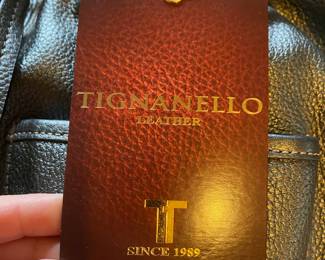 TIGNANELLO
LEATHER
T
SINCE 1989